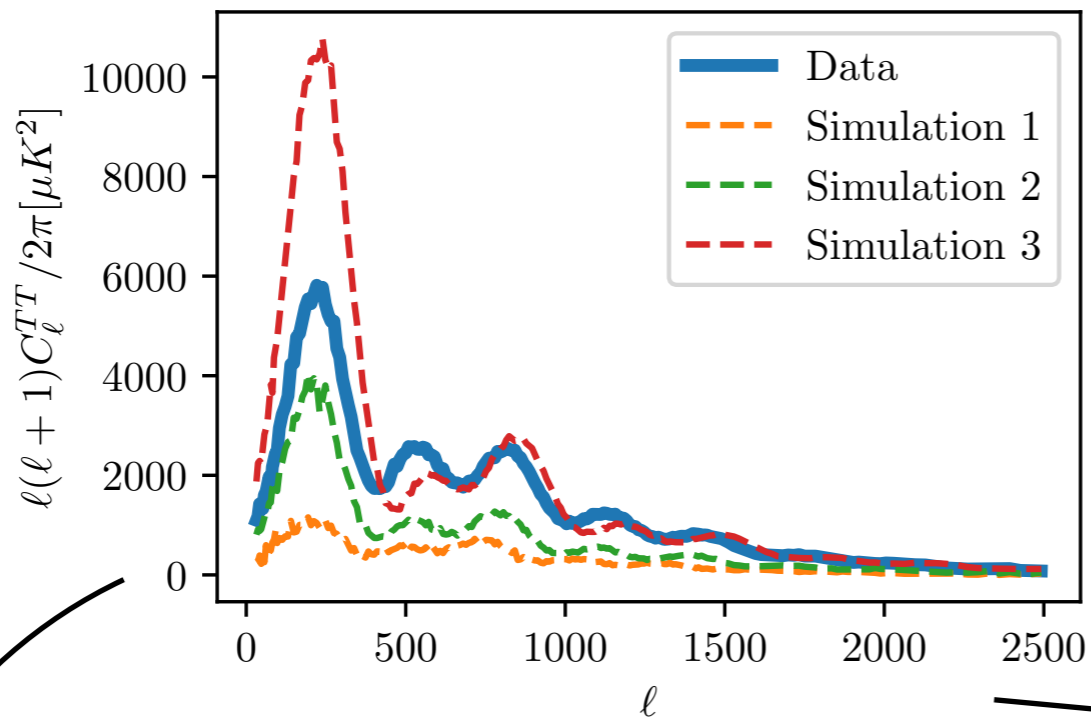 ℓ(ℓ + 1)C_ℓ^{TT}/2π[μK²]
10000
8000
6000
4000
2000
0
Data
Simulation 1
Simulation 2
Simulation 3
0 500 1000 1500 2000 2500
ℓ